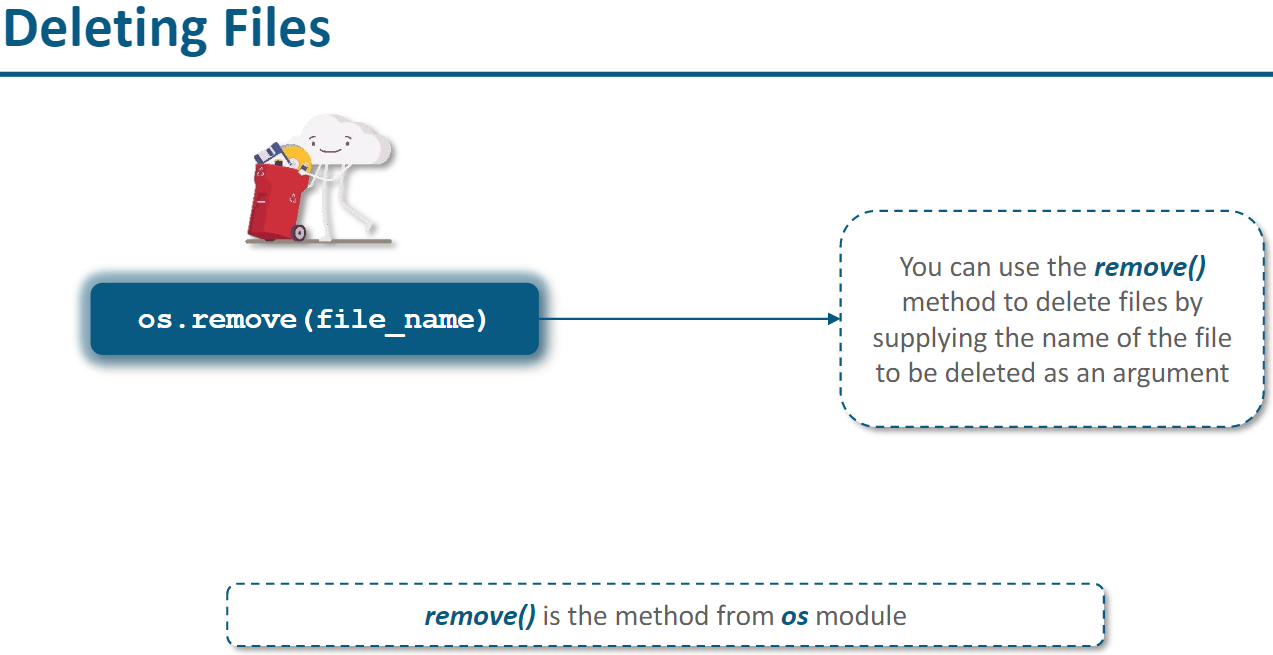 Deleting Files
os.remove(file_name)
You can use the remove()
method to delete files by
supplying the name of the file
to be deleted as an argument
remove() is the method from os module